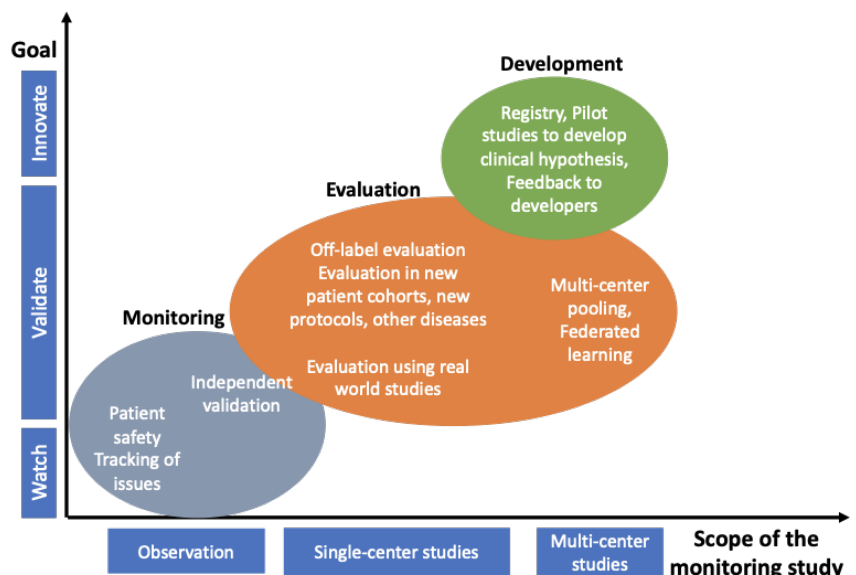 Goal
Innovate
Validate
Watch
Development
Registry, Pilot
studies to develop
clinical hypothesis,
Feedback to
developers
Evaluation
Off-label evaluation
Evaluation in new
patient cohorts, new
protocols, other diseases
Evaluation using real
world studies
Multi-center
pooling,
Federated
learning
Monitoring
Independent
validation
Patient
safety
Tracking of
issues
Observation
Single-center studies
Multi-center
studies
Scope of the
monitoring study